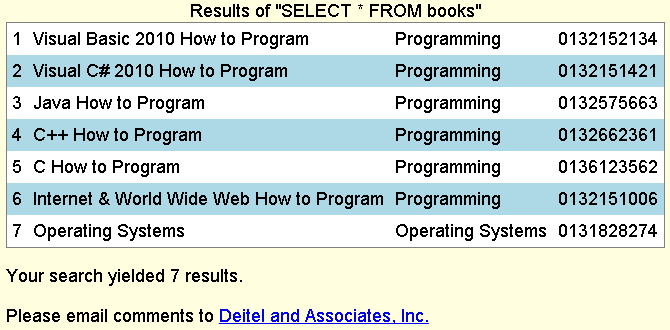 Results of "SELECT * FROM books"
1 Visual Basic 2010 How to Program Programming 0132152134
2 Visual C# 2010 How to Program Programming 0132151421
3 Java How to Program Programming 0132575663
4 C++ How to Program Programming 0132662361
5 C How to Program Programming 0136123562
6 Internet & World Wide Web How to Program Programming 0132151006
7 Operating Systems Operating Systems 0131828274
Your search yielded 7 results.
Please email comments to Deitel and Associates, Inc.